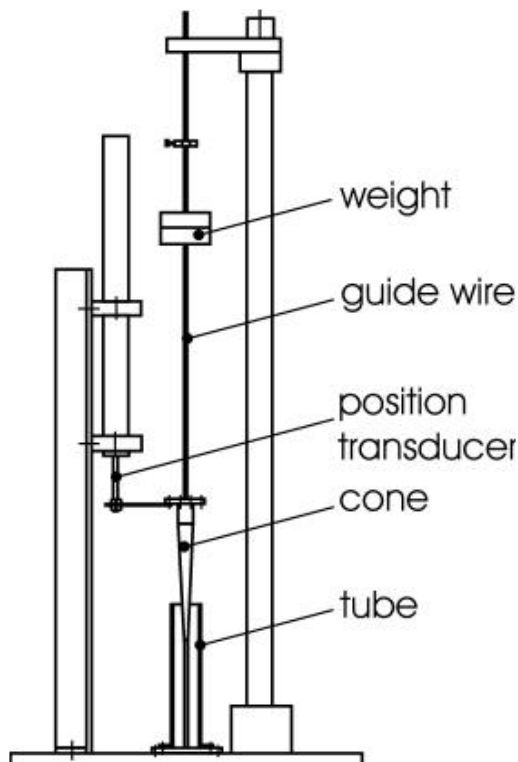 weight
guide wire
position
transducer
cone
tube